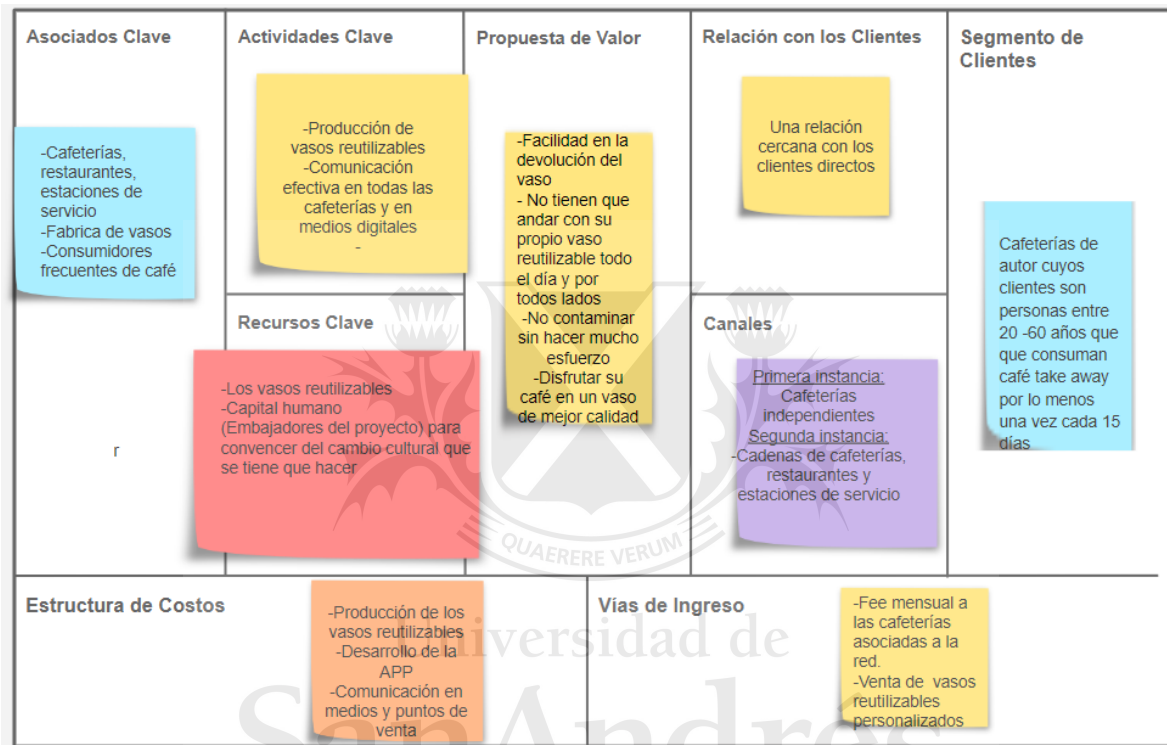 Asociados Clave
-Cafeterías,
restaurantes,
estaciones de
servicio
-Fabrica de vasos
-Consumidores
frecuentes de café
r
Actividades Clave
-Producción de
vasos reutilizables
-Comunicación
efectiva en todas las
cafeterías y en
medios digitales
-
Recursos Clave
-Los vasos reutilizables
-Capital humano
(Embajadores del proyecto) para
convencer del cambio cultural que
se tiene que hacer
Propuesta de Valor
-Facilidad en la
devolución del
vaso
- No tienen que
andar con su
propio vaso
reutilizable todo
el día y por
todos lados
-No contaminar
sin hacer mucho
esfuerzo
-Disfrutar su
café en un vaso
de mejor calidad
Relación con los Clientes
Una relación
cercana con los
clientes directos
Canales
Primera instancia:
Cafeterías
independientes
Segunda instancia:
-Cadenas de cafeterías,
restaurantes y
estaciones de servicio
Segmento de
Clientes
Cafeterías de
autor cuyos
clientes son
personas entre
20 -60 años que
que consuman
café take away
por lo menos
una vez cada 15
días
Estructura de Costos
-Producción de los
vasos reutilizables
-Desarrollo de la
APP
-Comunicación en
medios y puntos de
venta
Vías de Ingreso
-Fee mensual a
las cafeterías
asociadas a la
red.
-Venta de vasos
reutilizables
personalizados
QUAERERE VERUM
Universidad de
SanAndrés